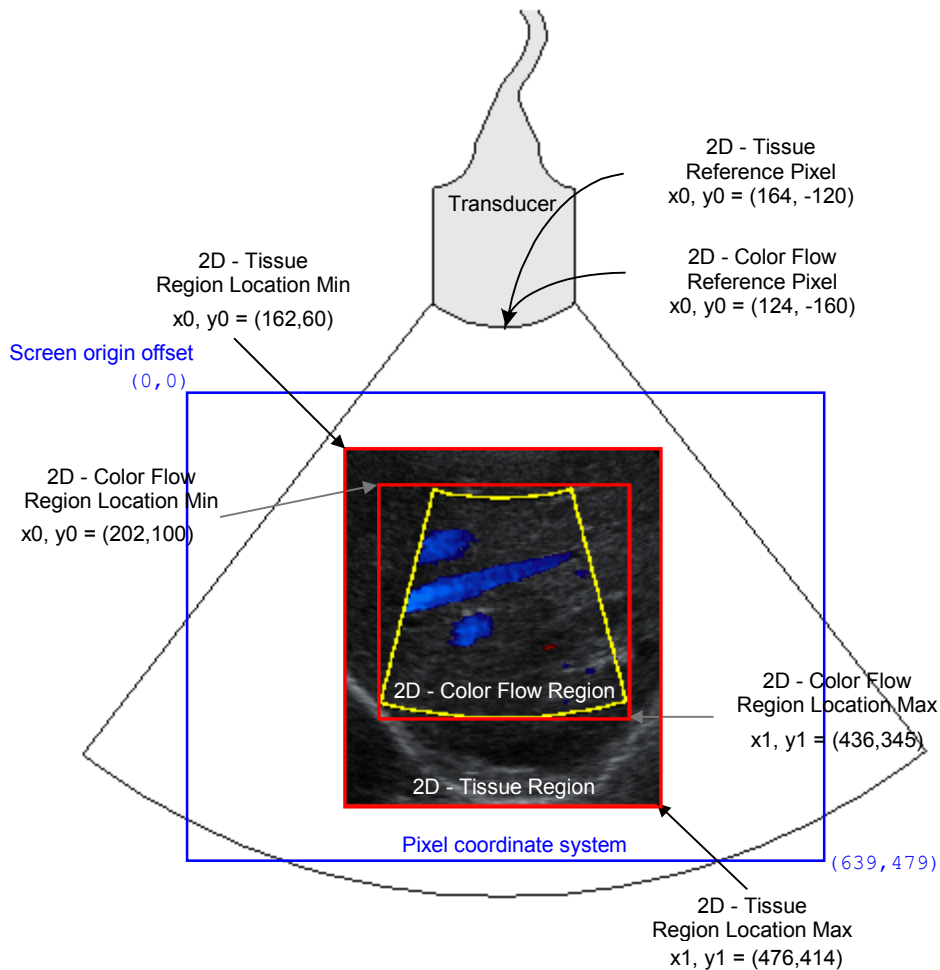 2D - Tissue
Reference Pixel
x0, y0 = (164, -120)
Transducer
2D - Color Flow
Reference Pixel
x0, y0 = (124, -160)
2D - Tissue
Region Location Min
x0, y0 = (162,60)
Screen origin offset
(0,0)
2D - Color Flow
Region Location Min
x0, y0 = (202,100)
2D - Color Flow Region
2D - Color Flow
Region Location Max
x1, y1 = (436,345)
2D - Tissue Region
Pixel coordinate system
(639,479)
2D - Tissue
Region Location Max
x1, y1 = (476,414)